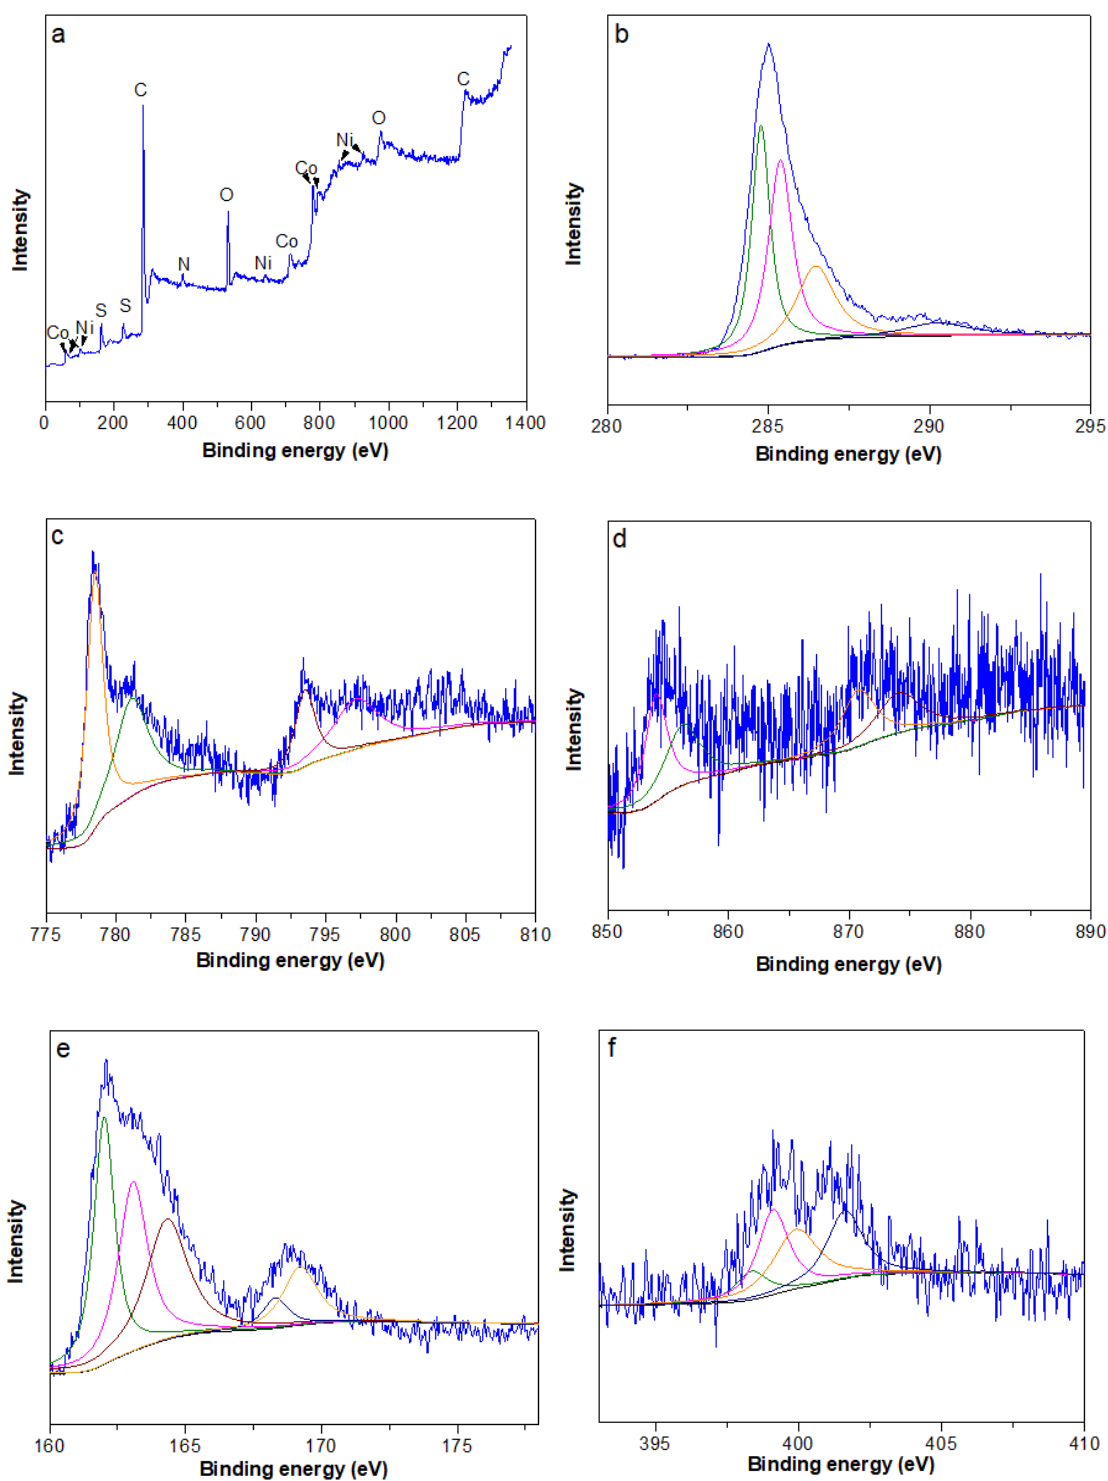 a
C
C
O
Ni
Co
O
N
Ni
Co
S
S
Ni
Co
Intensity
0 200 400 600 800 1000 1200 1400
Binding energy (eV)
b
Intensity
280 285 290 295
Binding energy (eV)
c
Intensity
775 780 785 790 795 800 805 810
Binding energy (eV)
d
Intensity
850 860 870 880 890
Binding energy (eV)
e
Intensity
160 165 170 175
Binding energy (eV)
f
Intensity
395 400 405 410
Binding energy (eV)